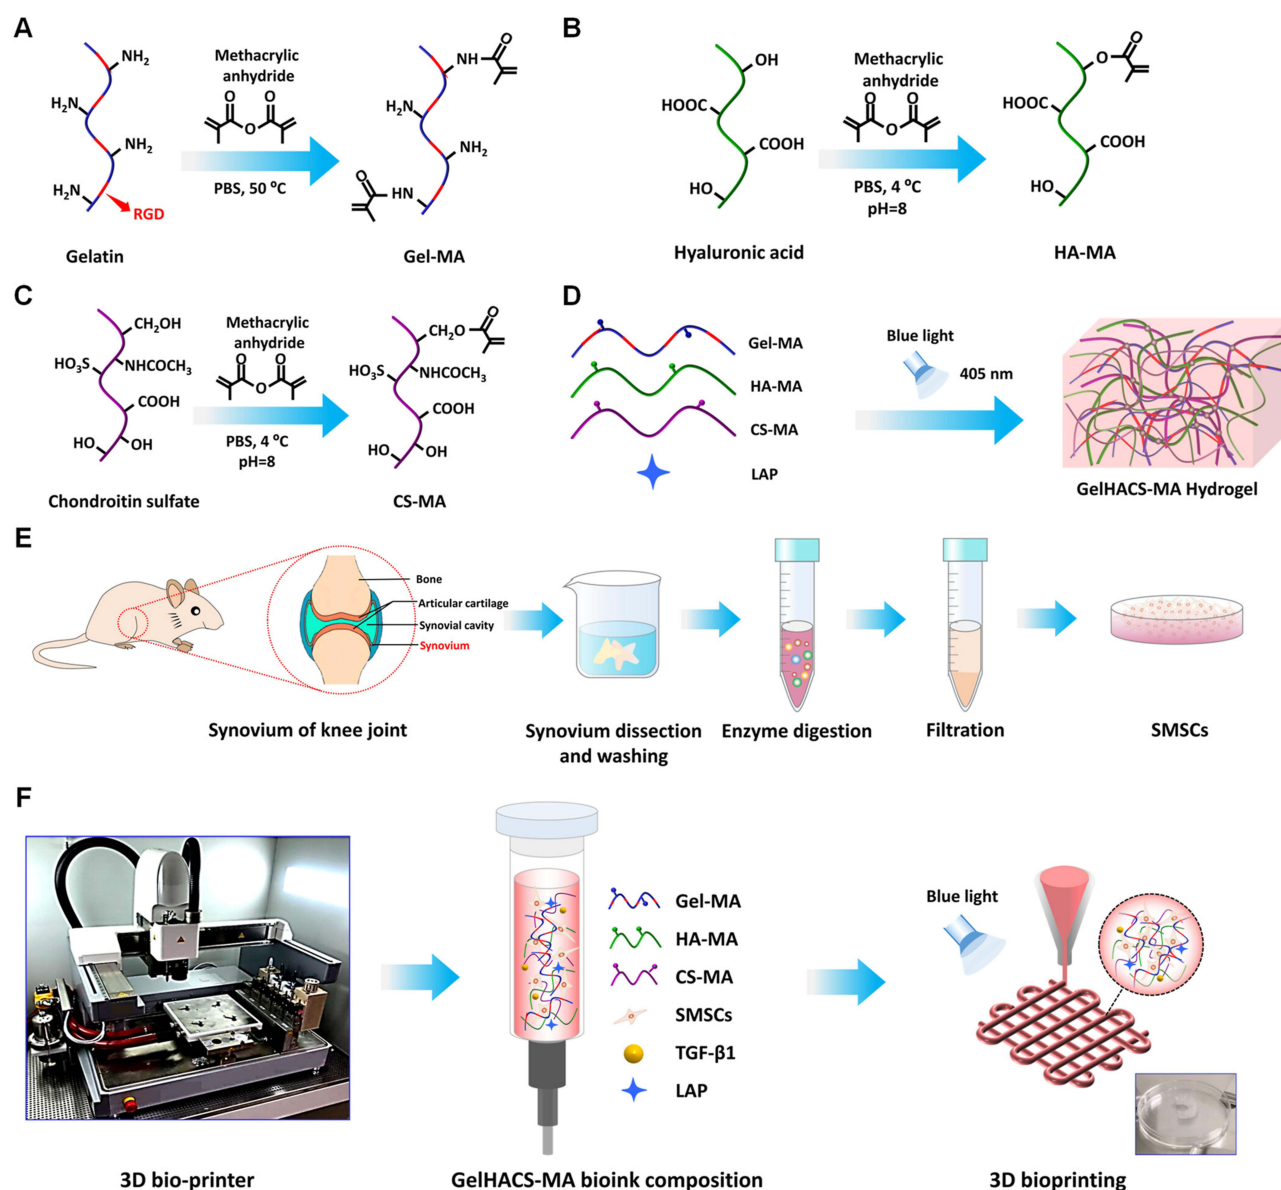 A
NH₂
H₂N
NH₂
H₂N
RGD
Gelatin
Methacrylic
anhydride
O O
O
PBS, 50 ⁰C
O
NH
H₂N
NH₂
O
HN
Gel-MA
B
OH
HOOC
COOH
HO
Hyaluronic acid
Methacrylic
anhydride
O O
O
PBS, 4 ⁰C
pH=8
O
O
HOOC
COOH
HO
HA-MA
C
CH₂OH
HO₃S
NHCOCH₃
COOH
HO OH
Chondroitin sulfate
Methacrylic
anhydride
O O
O
PBS, 4 ⁰C
pH=8
O
CH₂O
HO₃S
NHCOCH₃
COOH
HO OH
CS-MA
D
Gel-MA
HA-MA
CS-MA
LAP
Blue light
405 nm
GelHACS-MA Hydrogel
E
Bone
Articular cartilage
Synovial cavity
Synovium
Synovium of knee joint
Synovium dissection
and washing
Enzyme digestion
Filtration
SMSCs
F
3D bio-printer
Gel-MA
HA-MA
CS-MA
SMSCs
TGF-β1
LAP
GelHACS-MA bioink composition
Blue light
3D bioprinting